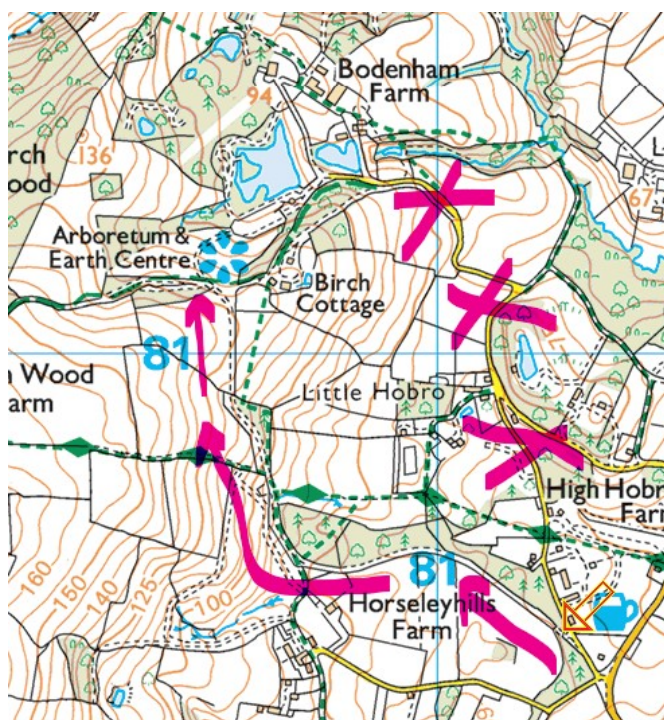 Bodenham
Farm
94
rch
ood
136
67
Arboretum &
Earth Centre
Birch
Cottage
81
n Wood
arm
Little Hobro
High Hobr
Farr
160
150
140
125
100
81
Horseleyhills
Farm